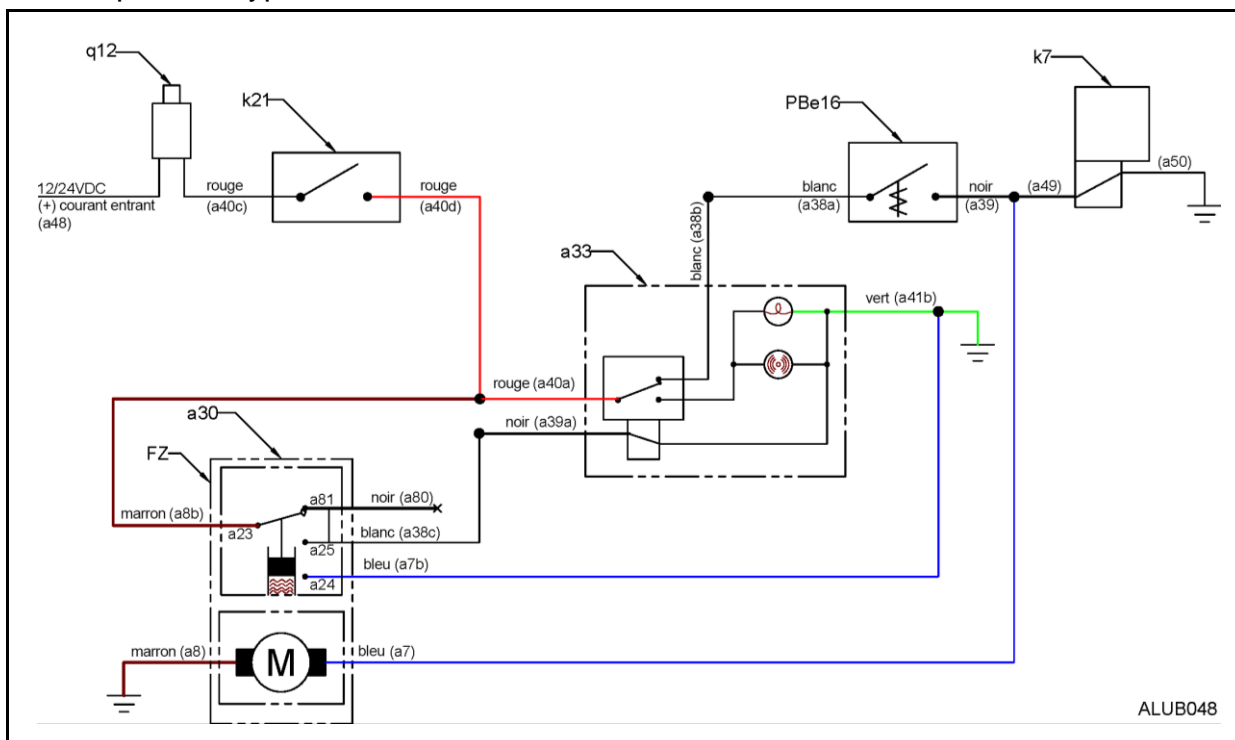 q12
k7
k21
PBe16
12/24VDC
(+) courant entrant
(a48)
rouge
(a40c)
rouge
(a40d)
blanc
(a38a)
noir
(a39)
(a49)
(a50)
blanc (a38b)
a33
vert (a41b)
rouge (a40a)
noir (a39a)
a30
FZ
a81
noir (a80)
marron (a8b)
a23
a25
blanc (a38c)
bleu (a7b)
a24
marron (a8)
M
bleu (a7)
ALUB048